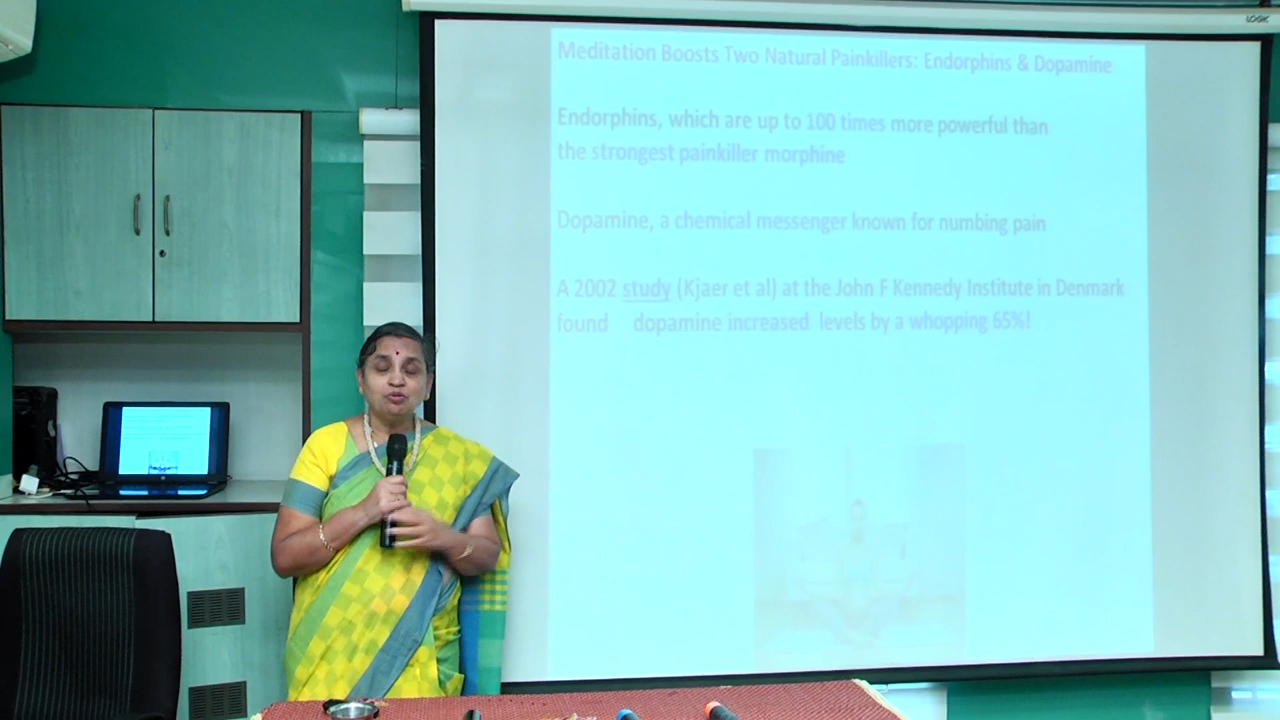 LOGIC
Meditation Boosts Two Natural Painkillers: Endorphins & Dopamine
Endorphins, which are up to 100 times more powerful than
the strongest painkiller morphine
Dopamine, a chemical messenger known for numbing pain
A 2002 study (Kjaer et al) at the John F Kennedy Institute in Denmark
found dopamine increased levels by a whopping 65%!